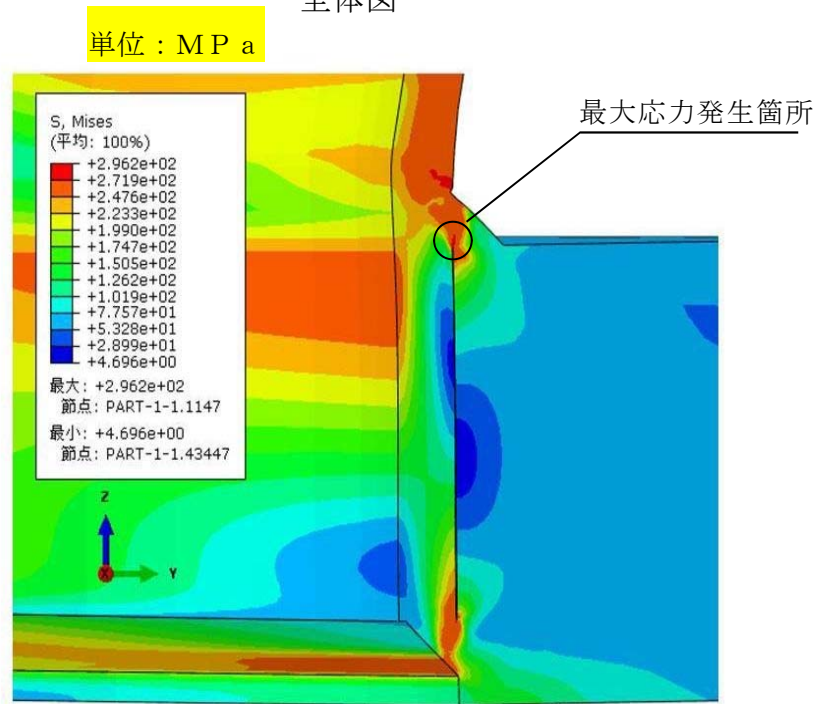 全体図
単位：ＭＰａ
S, Mises
(平均: 100%)
+2.962e+02
+2.719e+02
+2.476e+02
+2.233e+02
+1.990e+02
+1.747e+02
+1.505e+02
+1.262e+02
+1.019e+02
+7.757e+01
+5.328e+01
+2.899e+01
+4.696e+00
最大: +2.962e+02
節点: PART-1-1.1147
最小: +4.696e+00
節点: PART-1-1.43447
最大応力発生箇所
Z
X Y